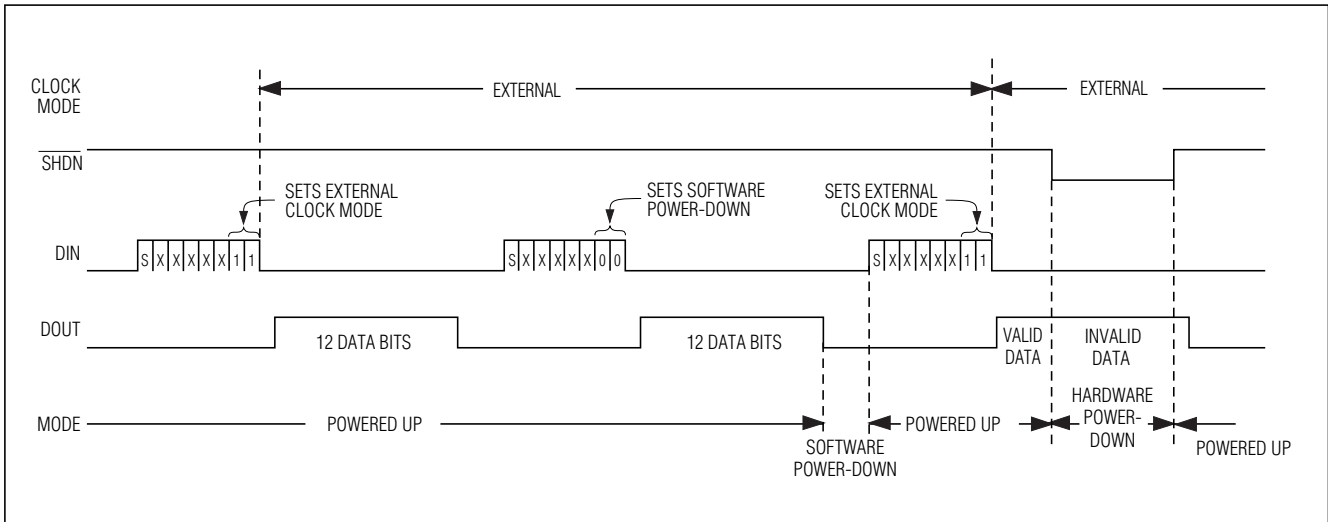 CLOCK
MODE
EXTERNAL
EXTERNAL
SHDN
SETS EXTERNAL
CLOCK MODE
SETS SOFTWARE
POWER-DOWN
SETS EXTERNAL
CLOCK MODE
DIN
S X X X X X 1 1
S X X X X X 0 0
S X X X X X 1 1
DOUT
12 DATA BITS
12 DATA BITS
VALID
DATA
INVALID
DATA
MODE
POWERED UP
SOFTWARE
POWER-DOWN
POWERED UP
HARDWARE
POWER-
DOWN
POWERED UP